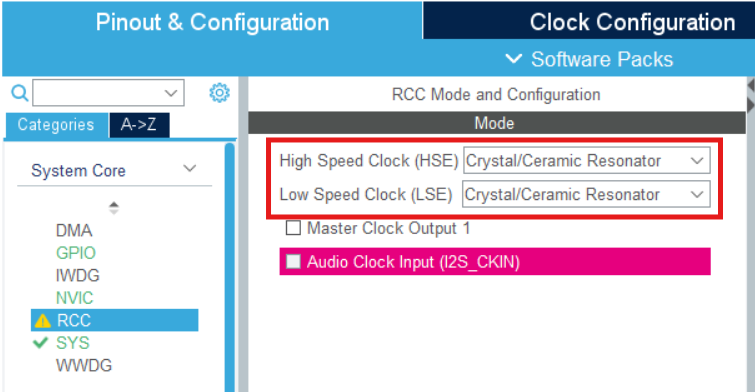 Pinout & Configuration
Clock Configuration
Software Packs
Categories
A->Z
System Core
DMA
GPIO
IWDG
NVIC
RCC
SYS
WWDG
RCC Mode and Configuration
Mode
High Speed Clock (HSE) Crystal/Ceramic Resonator
Low Speed Clock (LSE) Crystal/Ceramic Resonator
Master Clock Output 1
Audio Clock Input (I2S_CKIN)